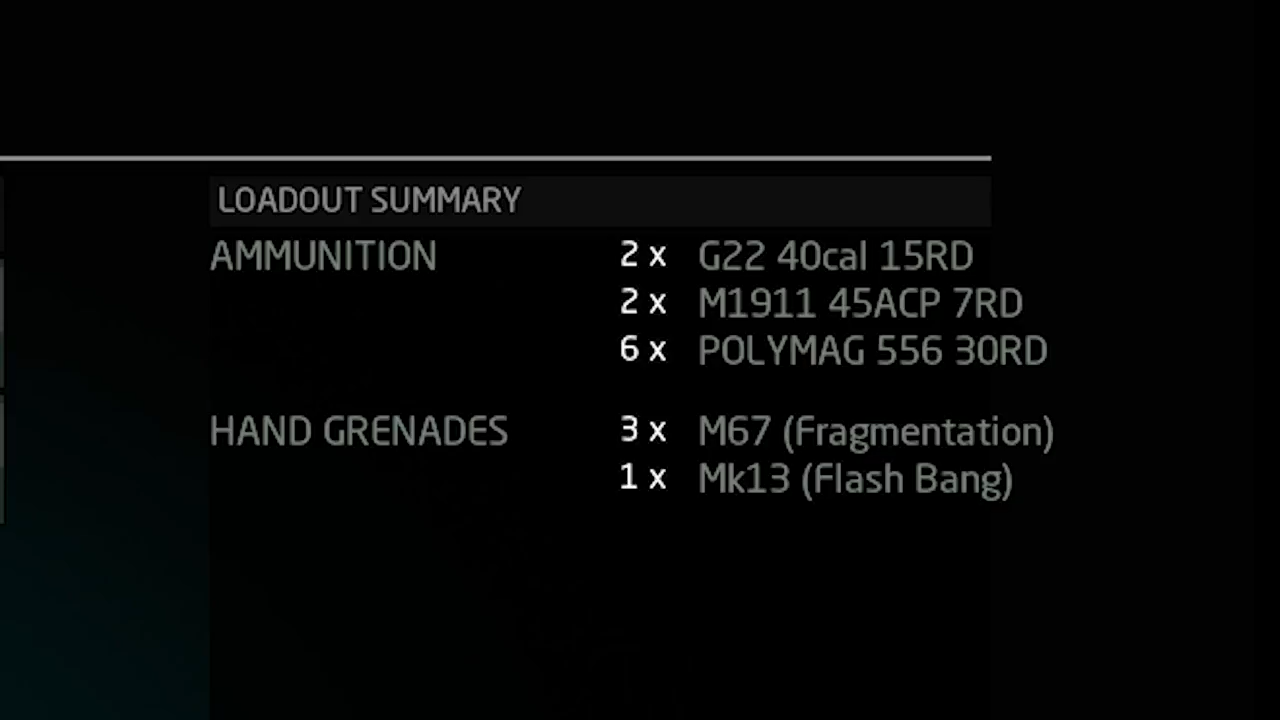 LOADOUT SUMMARY
AMMUNITION 2 x G22 40cal 15RD
2 x M1911 45ACP 7RD
6 x POLYMAG 556 30RD
HAND GRENADES 3 x M67 (Fragmentation)
1 x Mk13 (Flash Bang)